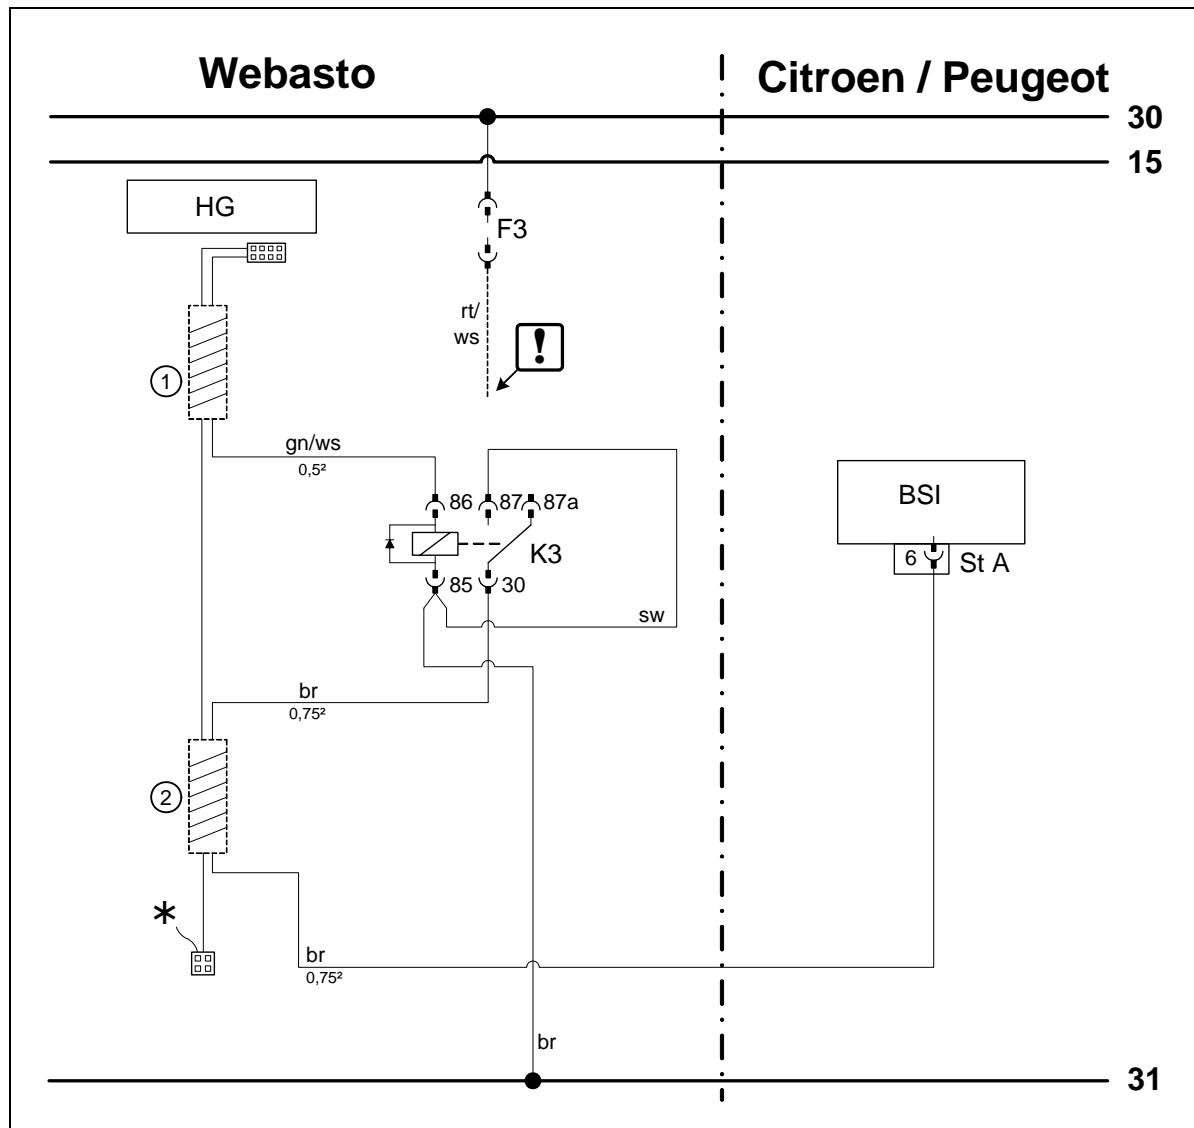 Webasto
Citroen / Peugeot
30
15
HG
F3
rt/
ws
!
1
gn/ws
0,5²
86
87
87a
BSI
K3
6
St A
85
30
sw
br
0,75²
2
*
br
0,75²
br
31